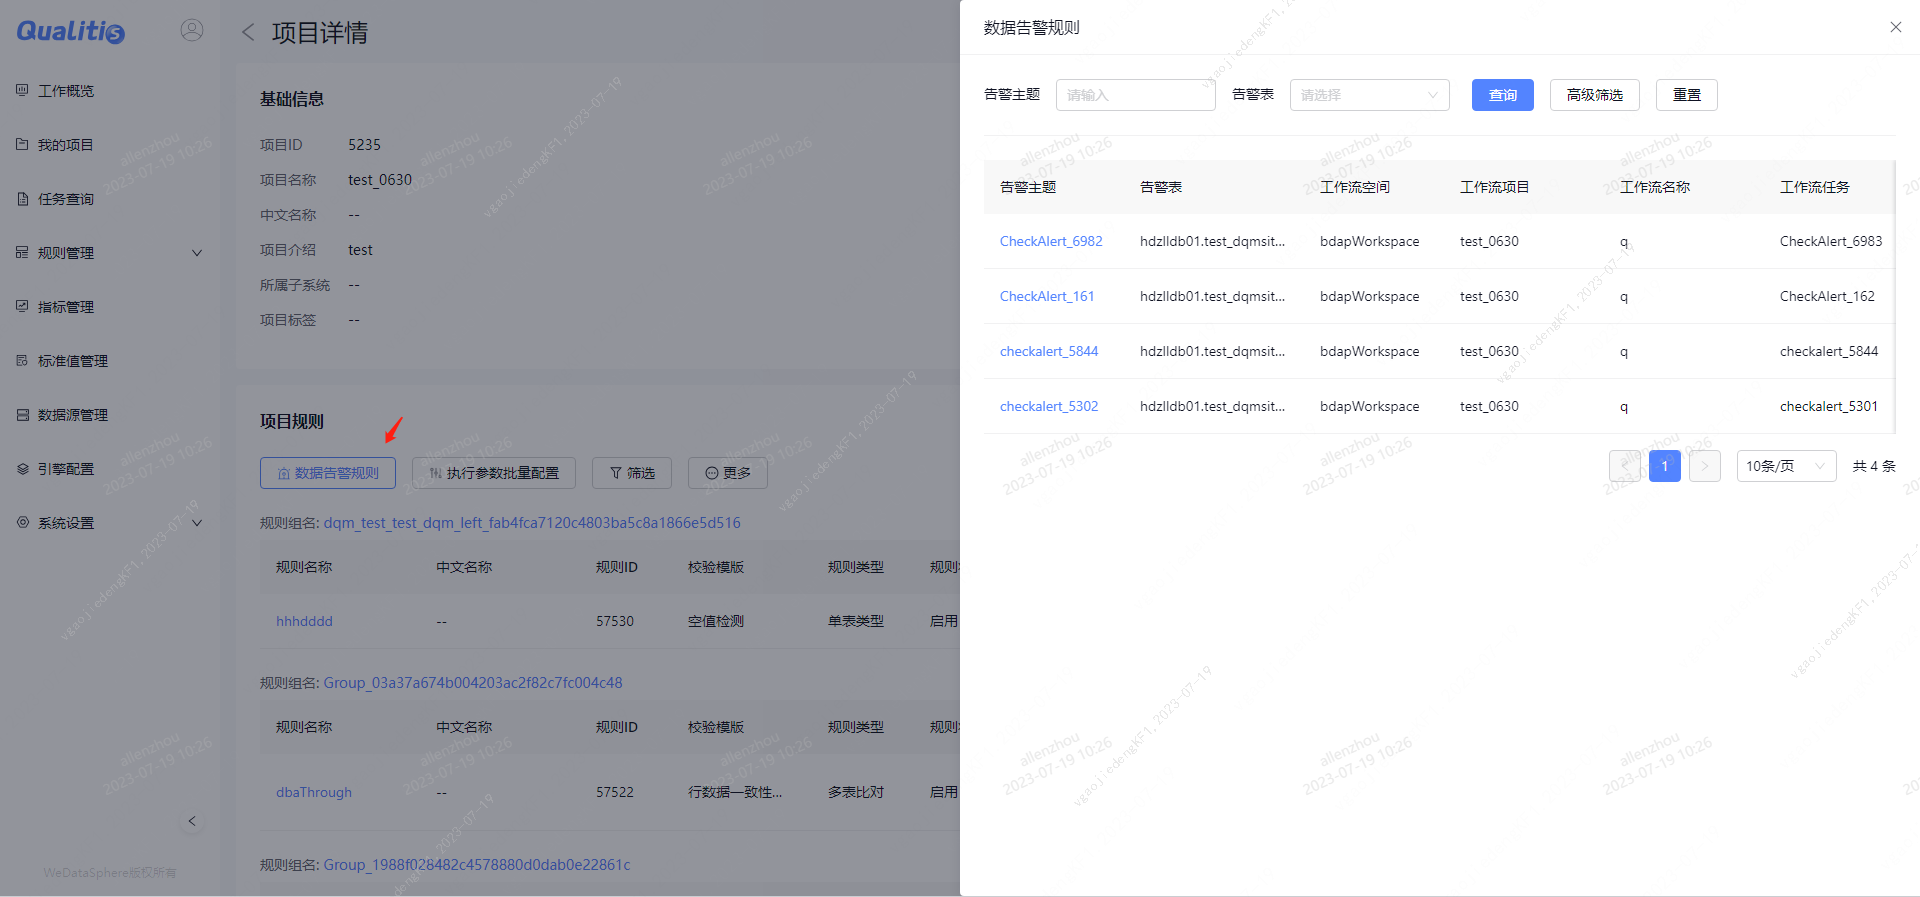 Qualitis
工作概览
我的项目
任务查询
规则管理
指标管理
标准值管理
数据源管理
引擎配置
系统设置
WeDataSphere版权所有
项目详情
基础信息
项目ID 5235
项目名称 test_0630
中文名称 --
项目介绍 test
所属子系统 --
项目标签 --
项目规则
数据告警规则 执行参数批量配置 筛选 更多
规则组名: dqm_test_test_dqm_left_fab4fca7120c4803ba5c8a1866e5d516
规则名称 中文名称 规则ID 校验模版 规则类型 规则
hhhdddd -- 57530 空值检测 单表类型 启用
规则组名: Group_03a37a674b004203ac2f82c7fc004c48
规则名称 中文名称 规则ID 校验模版 规则类型 规则
dbaThrough -- 57522 行数据一致性... 多表比对 启用
规则组名: Group_1988f028482c4578880d0dab0e22861c
数据告警规则
告警主题 请输入 告警表 请选择 查询 高级筛选 重置
告警主题 告警表 工作流空间 工作流项目 工作流名称 工作流任务
CheckAlert_6982 hdzlldb01.test_dqmsit... bdapWorkspace test_0630 q CheckAlert_6983
CheckAlert_161 hdzlldb01.test_dqmsit... bdapWorkspace test_0630 q CheckAlert_162
checkalert_5844 hdzlldb01.test_dqmsit... bdapWorkspace test_0630 q checkalert_5844
checkalert_5302 hdzlldb01.test_dqmsit... bdapWorkspace test_0630 q checkalert_5301
1 10条/页 共 4 条
allenzhou
2023-07-19 10:26
vgaojiedengKF1, 2023-07-19